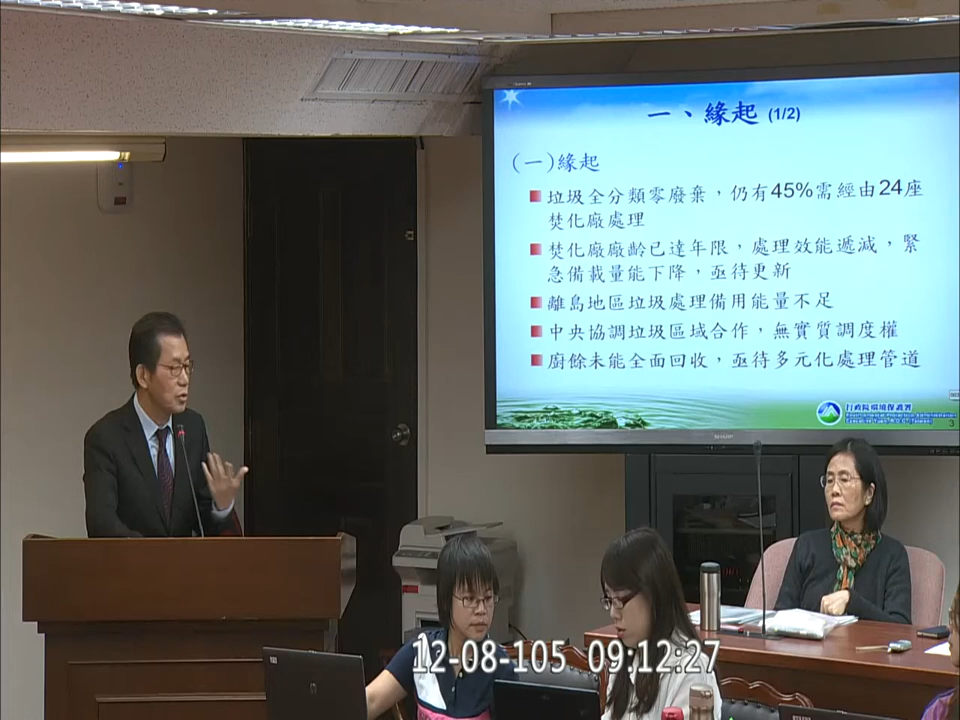 一、緣起 (1/2)
(一)緣起
垃圾全分類零廢棄，仍有45%需經由24座
焚化廠處理
焚化廠廠齡已達年限，處理效能遞減，緊
急備載量能下降，亟待更新
離島地區垃圾處理備用能量不足
中央協調垃圾區域合作，無實質調度權
廚餘未能全面回收，亟待多元化處理管道
行政院環境保護署
3
SHARP
12-08-105 09:12:27